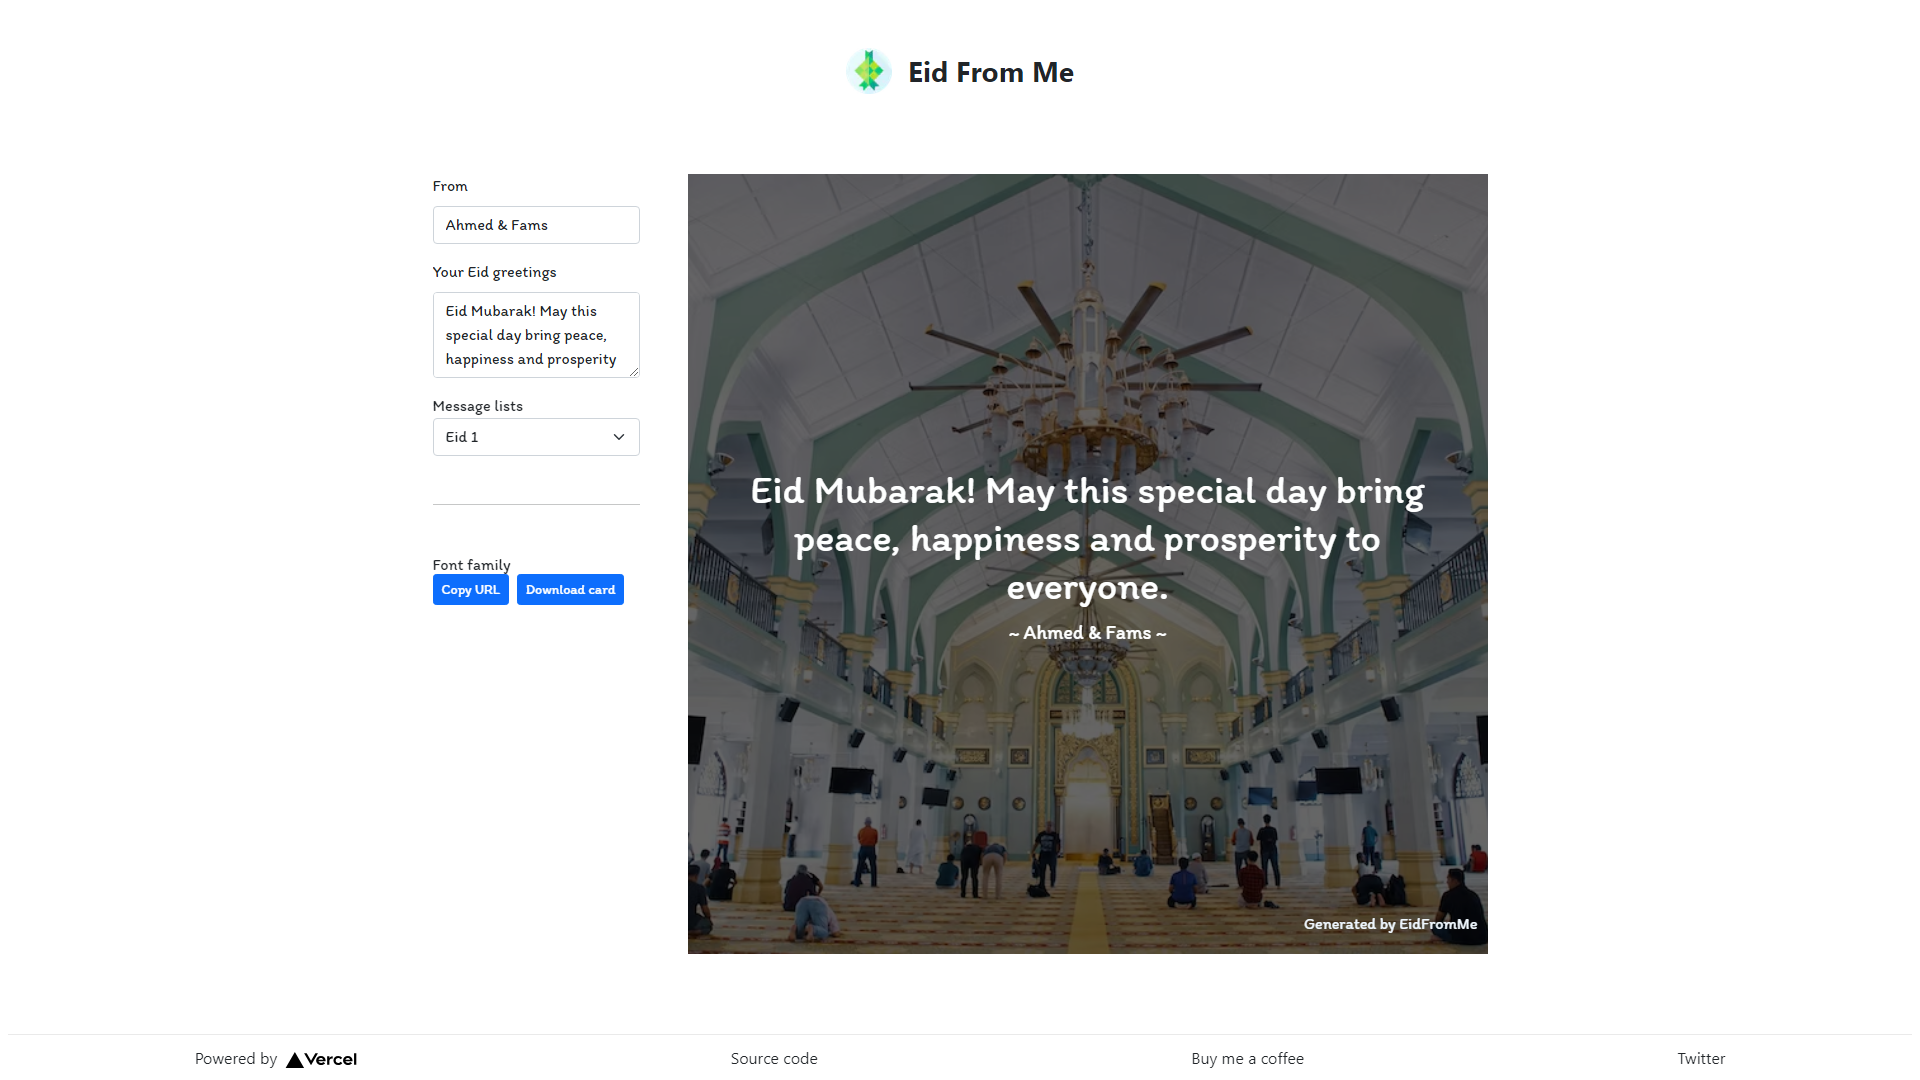 Eid From Me
From
Ahmed & Fams
Your Eid greetings
Eid Mubarak! May this
special day bring peace,
happiness and prosperity
Message lists
Eid 1
Font family
Copy URL
Download card
Eid Mubarak! May this special day bring
peace, happiness and prosperity to
everyone.
~ Ahmed & Fams ~
Generated by EidFromMe
Powered by Vercel
Source code
Buy me a coffee
Twitter